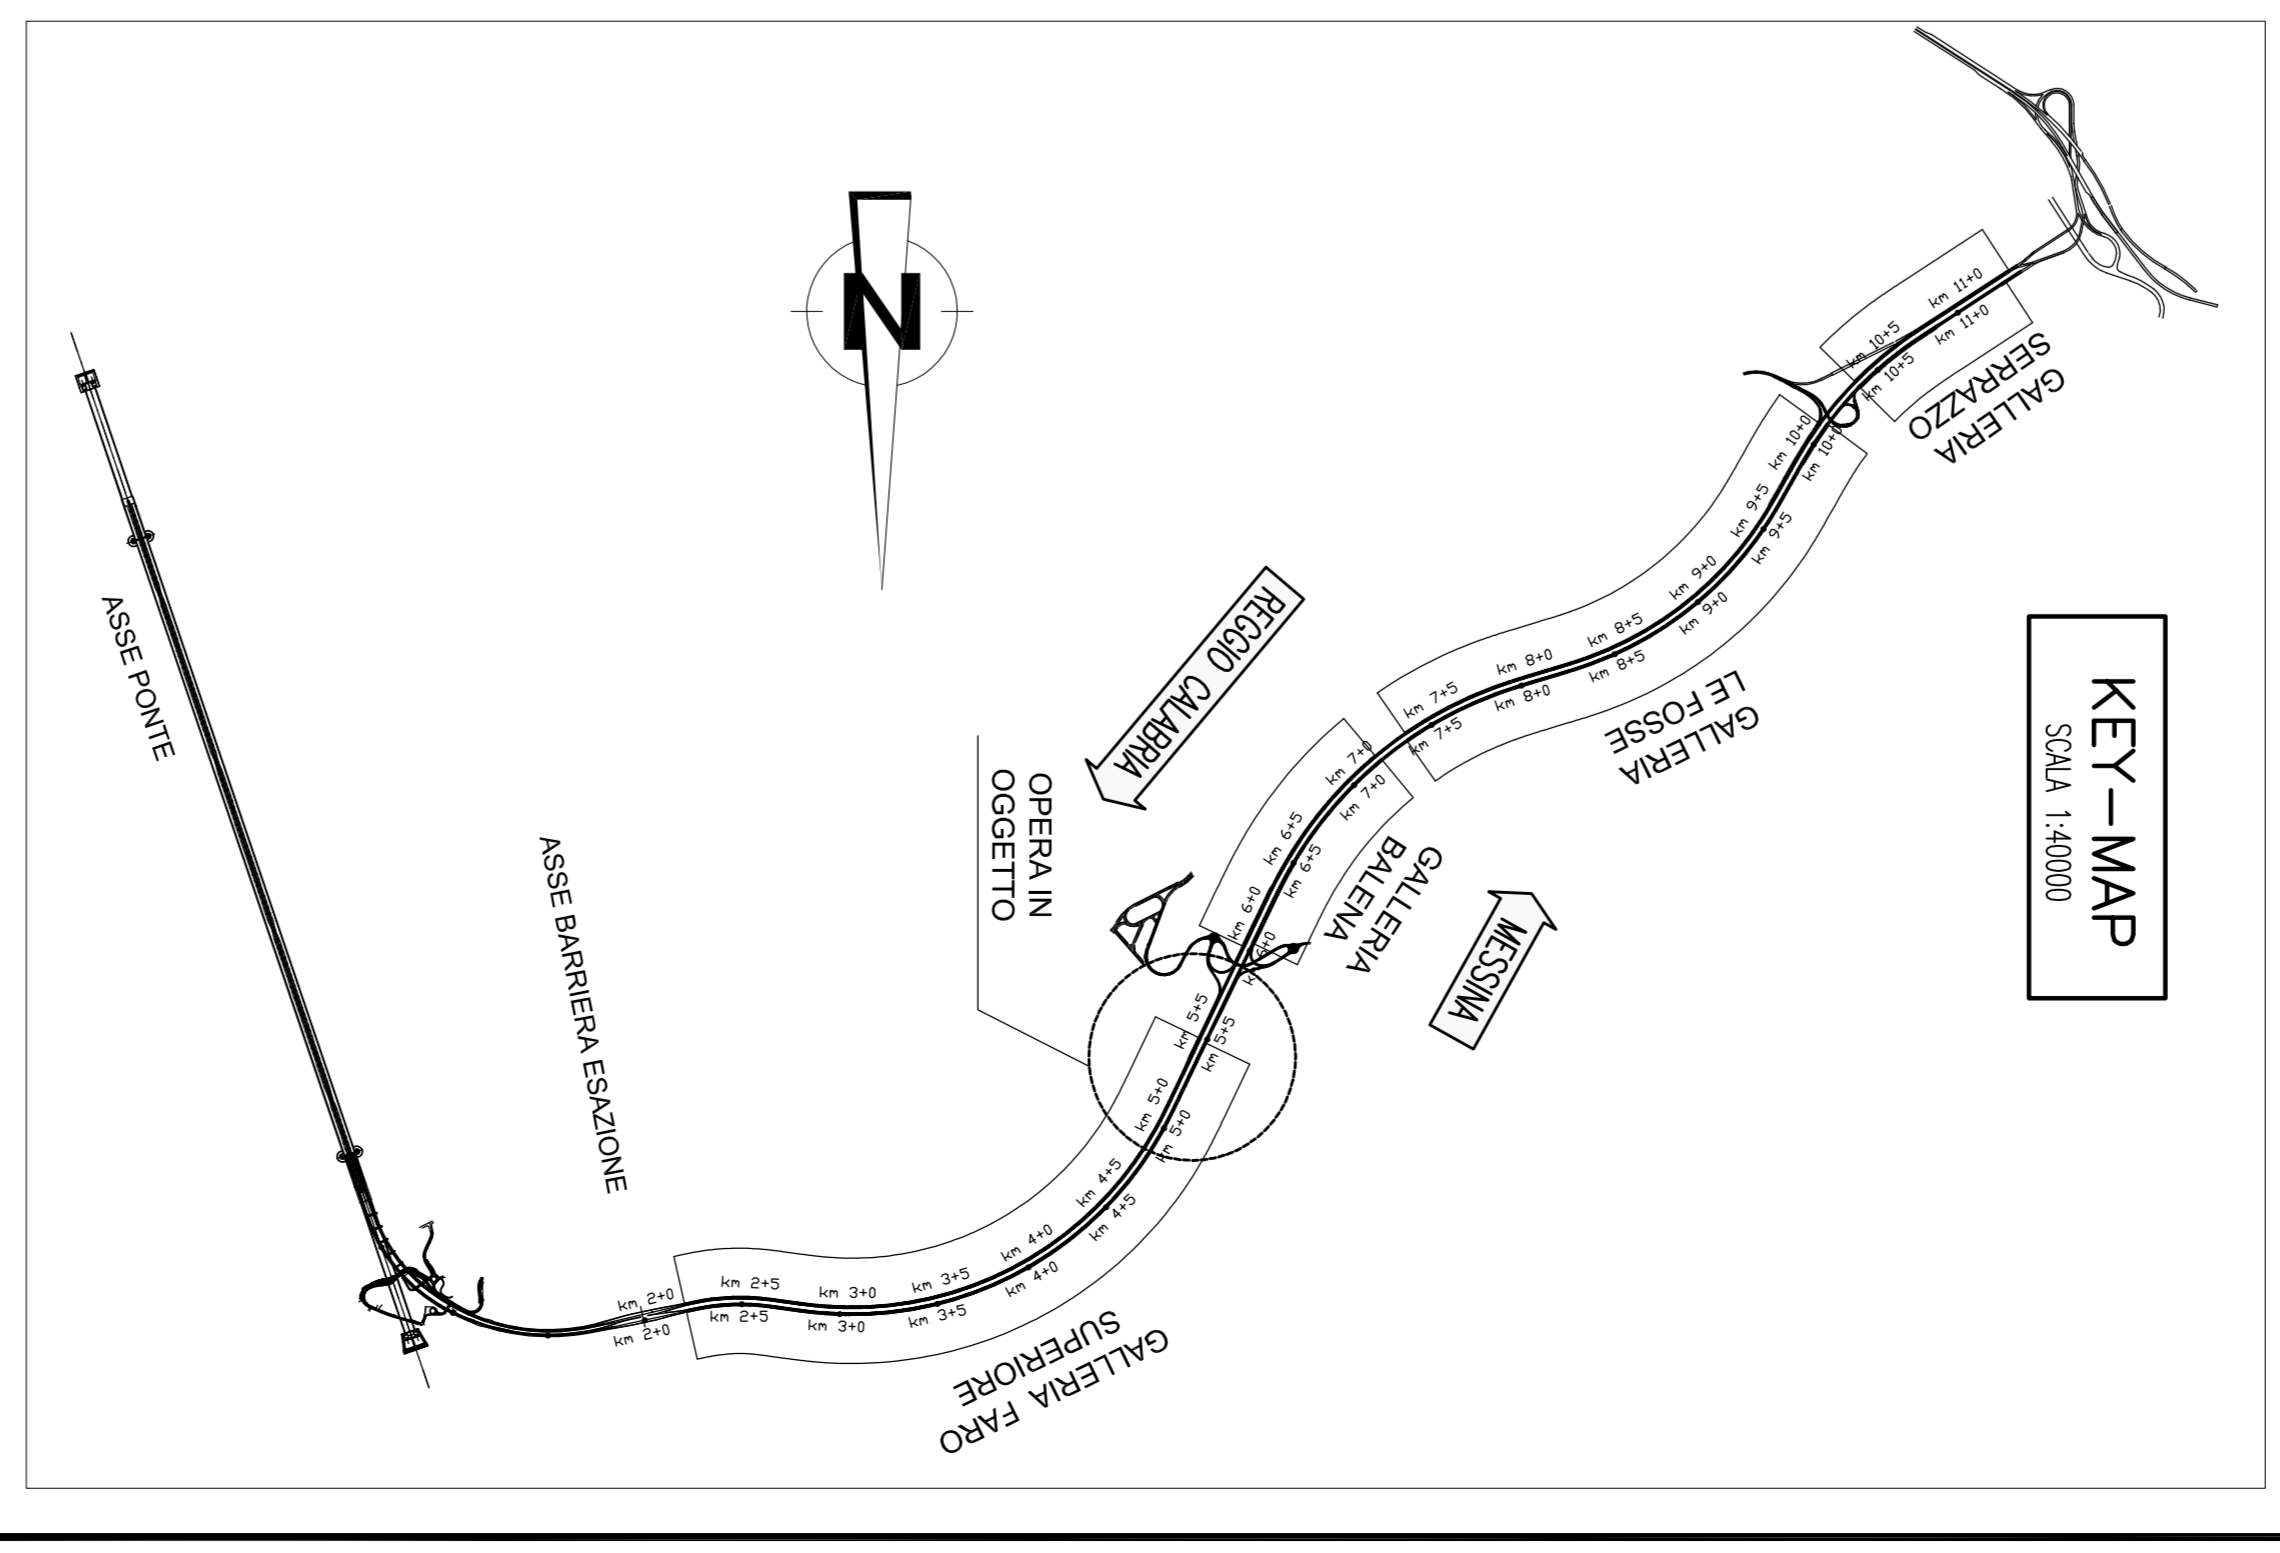 KEY-MAP
SCALA 1:40000
N
ASSE PONTE
ASSE BARRIERA ESAZIONE
OPERA IN
OGGETTO
REGGIO CALABRIA
MESSINA
GALLERIA FARO
SUPERIORE
GALLERIA
BALENA
GALLERIA
LE FOSSE
GALLERIA
SERRAZZO
km 2+0
km 2+0
km 2+5
km 2+5
km 3+0
km 3+0
km 3+5
km 3+5
km 4+0
km 4+0
km 4+5
km 4+5
km 5+0
km 5+0
km 5+5
km 5+5
km 6+0
km 6+0
km 6+5
km 6+5
km 7+0
km 7+0
km 7+5
km 7+5
km 8+0
km 8+0
km 8+5
km 8+5
km 9+0
km 9+0
km 9+5
km 9+5
km 10+0
km 10+0
km 10+5
km 10+5
km 11+0
km 11+0